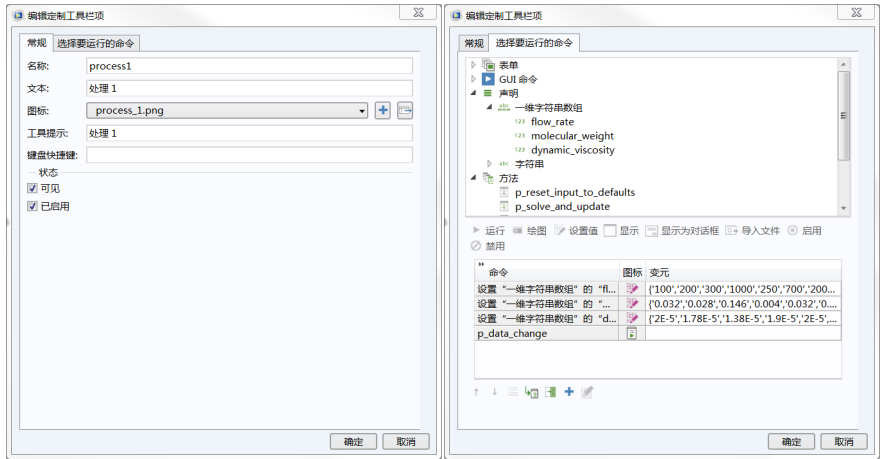 编辑定制工具栏项
常规 选择要运行的命令
名称: process1
文本: 处理 1
图标: process_1.png
工具提示: 处理 1
键盘快捷键:
状态
可见
已启用
确定 取消
编辑定制工具栏项
常规 选择要运行的命令
表单
GUI 命令
声明
abc 一维字符串数组
123 flow_rate
123 molecular_weight
123 dynamic_viscosity
abc 字符串
方法
p_reset_input_to_defaults
p_solve_and_update
运行 绘图 设置值 显示 显示为对话框 导入文件 启用
禁用
命令 图标 变元
设置“一维字符串数组”的“fl... {'100','200','300','1000','250','700','200...
设置“一维字符串数组”的“... {'0.032','0.028','0.146','0.004','0.032','0....
设置“一维字符串数组”的“d... {'2E-5','1.78E-5','1.38E-5','1.9E-5','2E-5',...
p_data_change
确定 取消